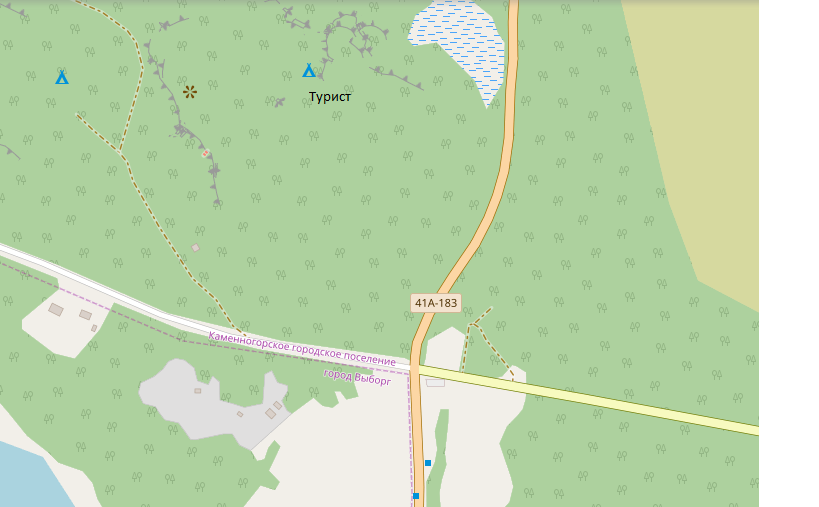 Турист
41А-183
Каменногорское городское поселение
город Выборг